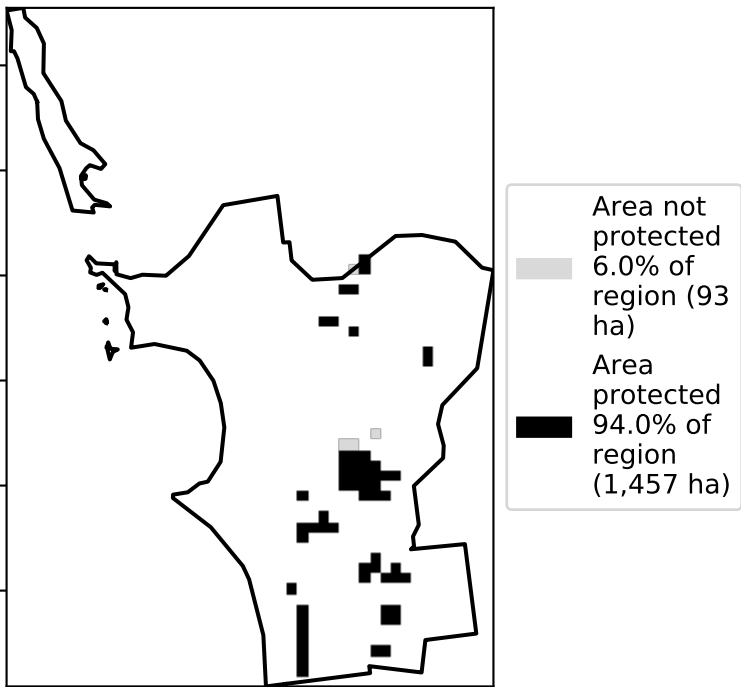 Area not
protected
6.0% of
region (93
ha)
Area
protected
94.0% of
region
(1,457 ha)